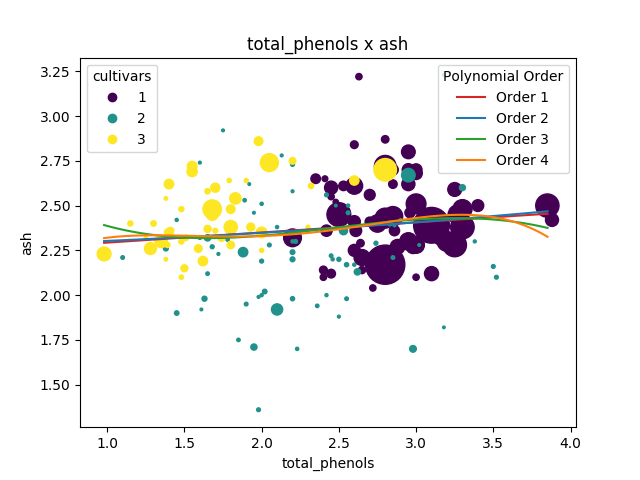 total_phenols x ash
cultivars
1
2
3
Polynomial Order
Order 1
Order 2
Order 3
Order 4
3.25
3.00
2.75
2.50
2.25
2.00
1.75
1.50
ash
1.0 1.5 2.0 2.5 3.0 3.5 4.0
total_phenols